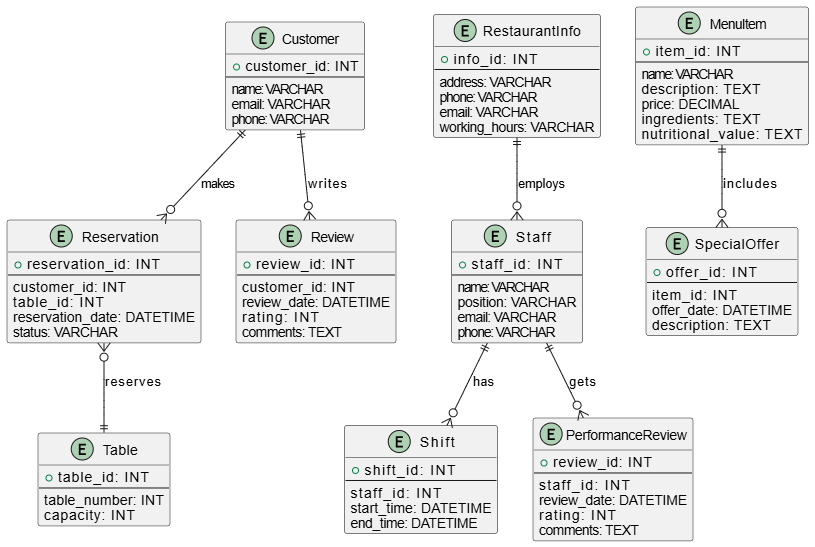 E Customer
customer_id: INT
name: VARCHAR
email: VARCHAR
phone: VARCHAR
E RestaurantInfo
info_id: INT
address: VARCHAR
phone: VARCHAR
email: VARCHAR
working_hours: VARCHAR
E MenuItem
item_id: INT
name: VARCHAR
description: TEXT
price: DECIMAL
ingredients: TEXT
nutritional_value: TEXT
makes
writes
employs
includes
E Reservation
reservation_id: INT
customer_id: INT
table_id: INT
reservation_date: DATETIME
status: VARCHAR
E Review
review_id: INT
customer_id: INT
review_date: DATETIME
rating: INT
comments: TEXT
E Staff
staff_id: INT
name: VARCHAR
position: VARCHAR
email: VARCHAR
phone: VARCHAR
E SpecialOffer
offer_id: INT
item_id: INT
offer_date: DATETIME
description: TEXT
reserves
has
gets
E Table
table_id: INT
table_number: INT
capacity: INT
E Shift
shift_id: INT
staff_id: INT
start_time: DATETIME
end_time: DATETIME
E PerformanceReview
review_id: INT
staff_id: INT
review_date: DATETIME
rating: INT
comments: TEXT